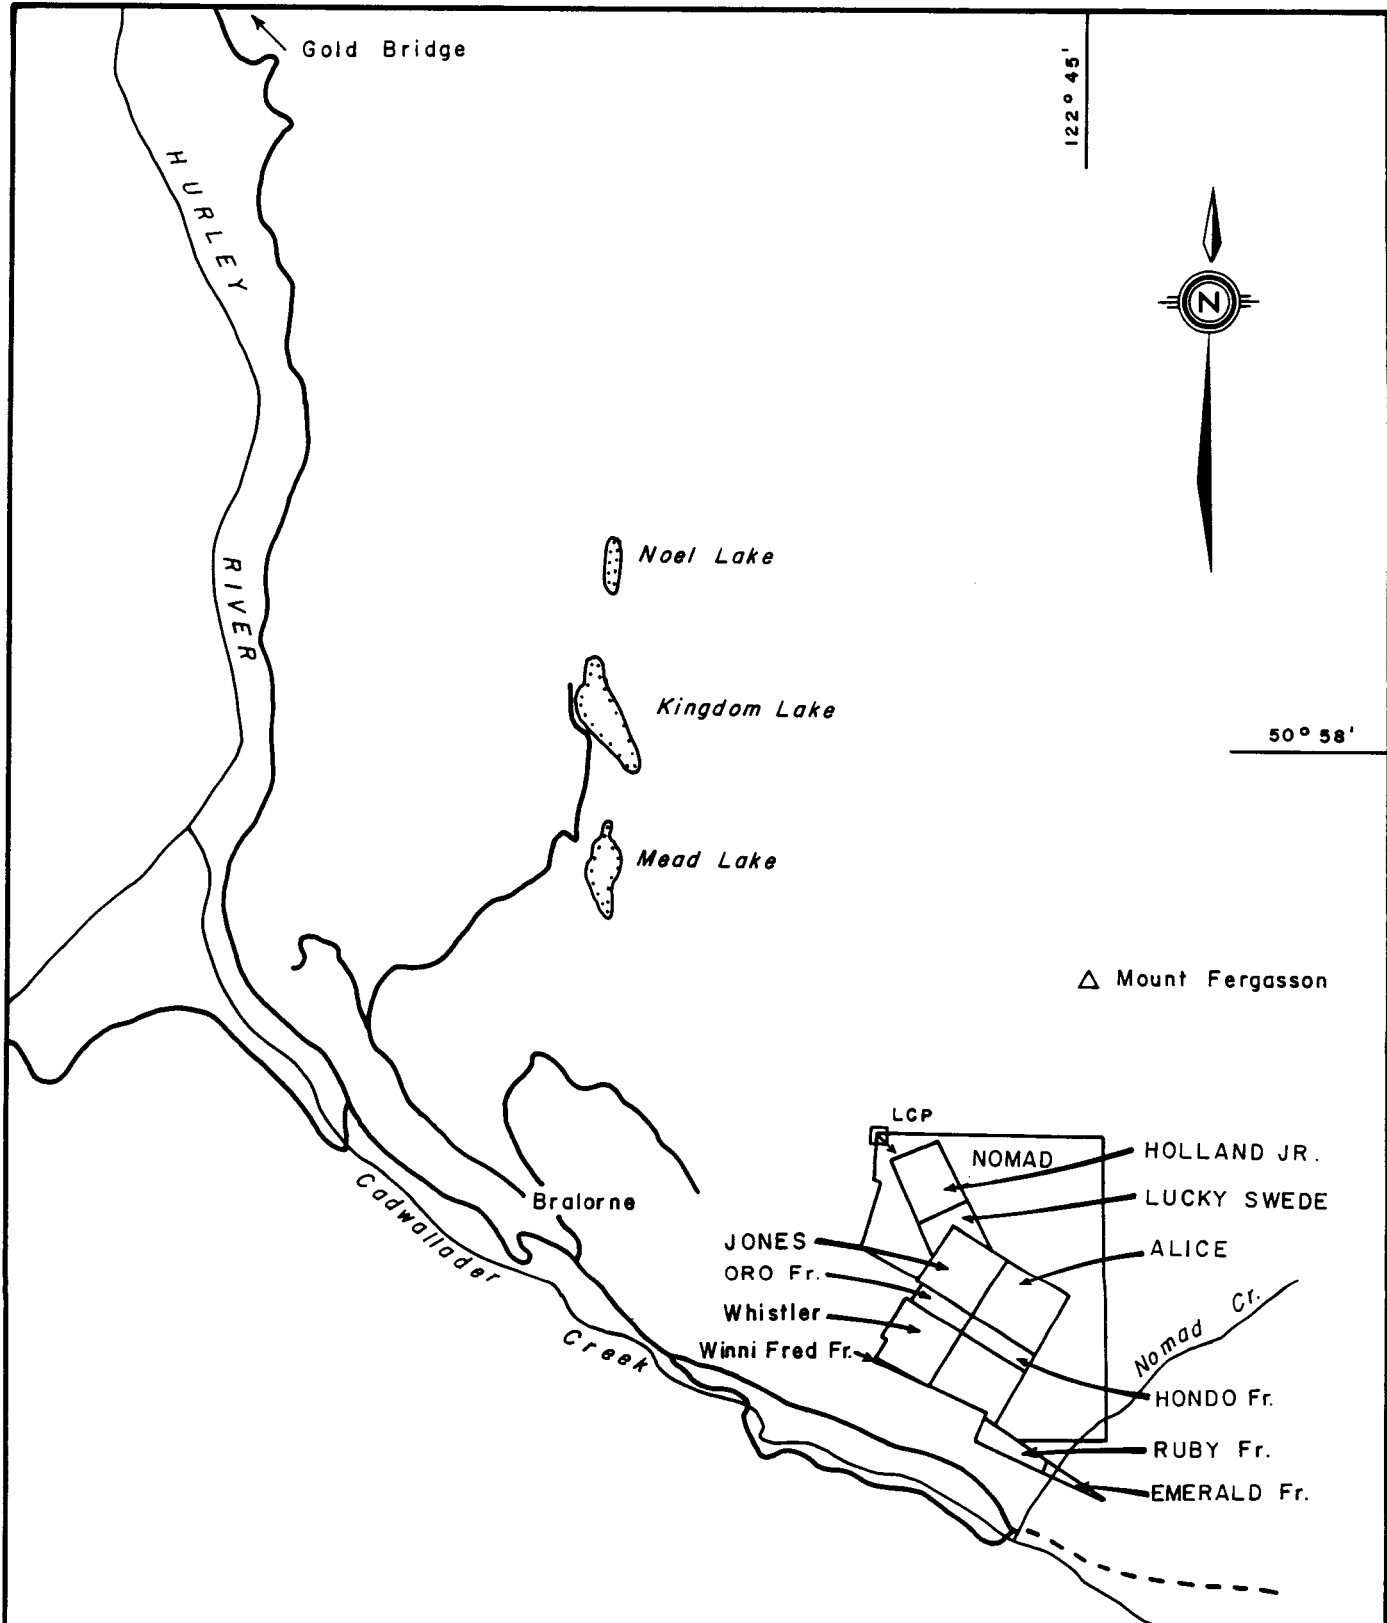 Gold Bridge
122° 45'
HURLEY
N
Noel Lake
RIVER
Kingdom Lake
50° 58'
Mead Lake
Mount Fergasson
LCP
NOMAD
HOLLAND JR.
LUCKY SWEDE
Bralorne
Cadwallader
JONES
ALICE
ORO Fr.
Whistler
Nomad Cr.
Creek
Winni Fred Fr.
HONDO Fr.
RUBY Fr.
EMERALD Fr.